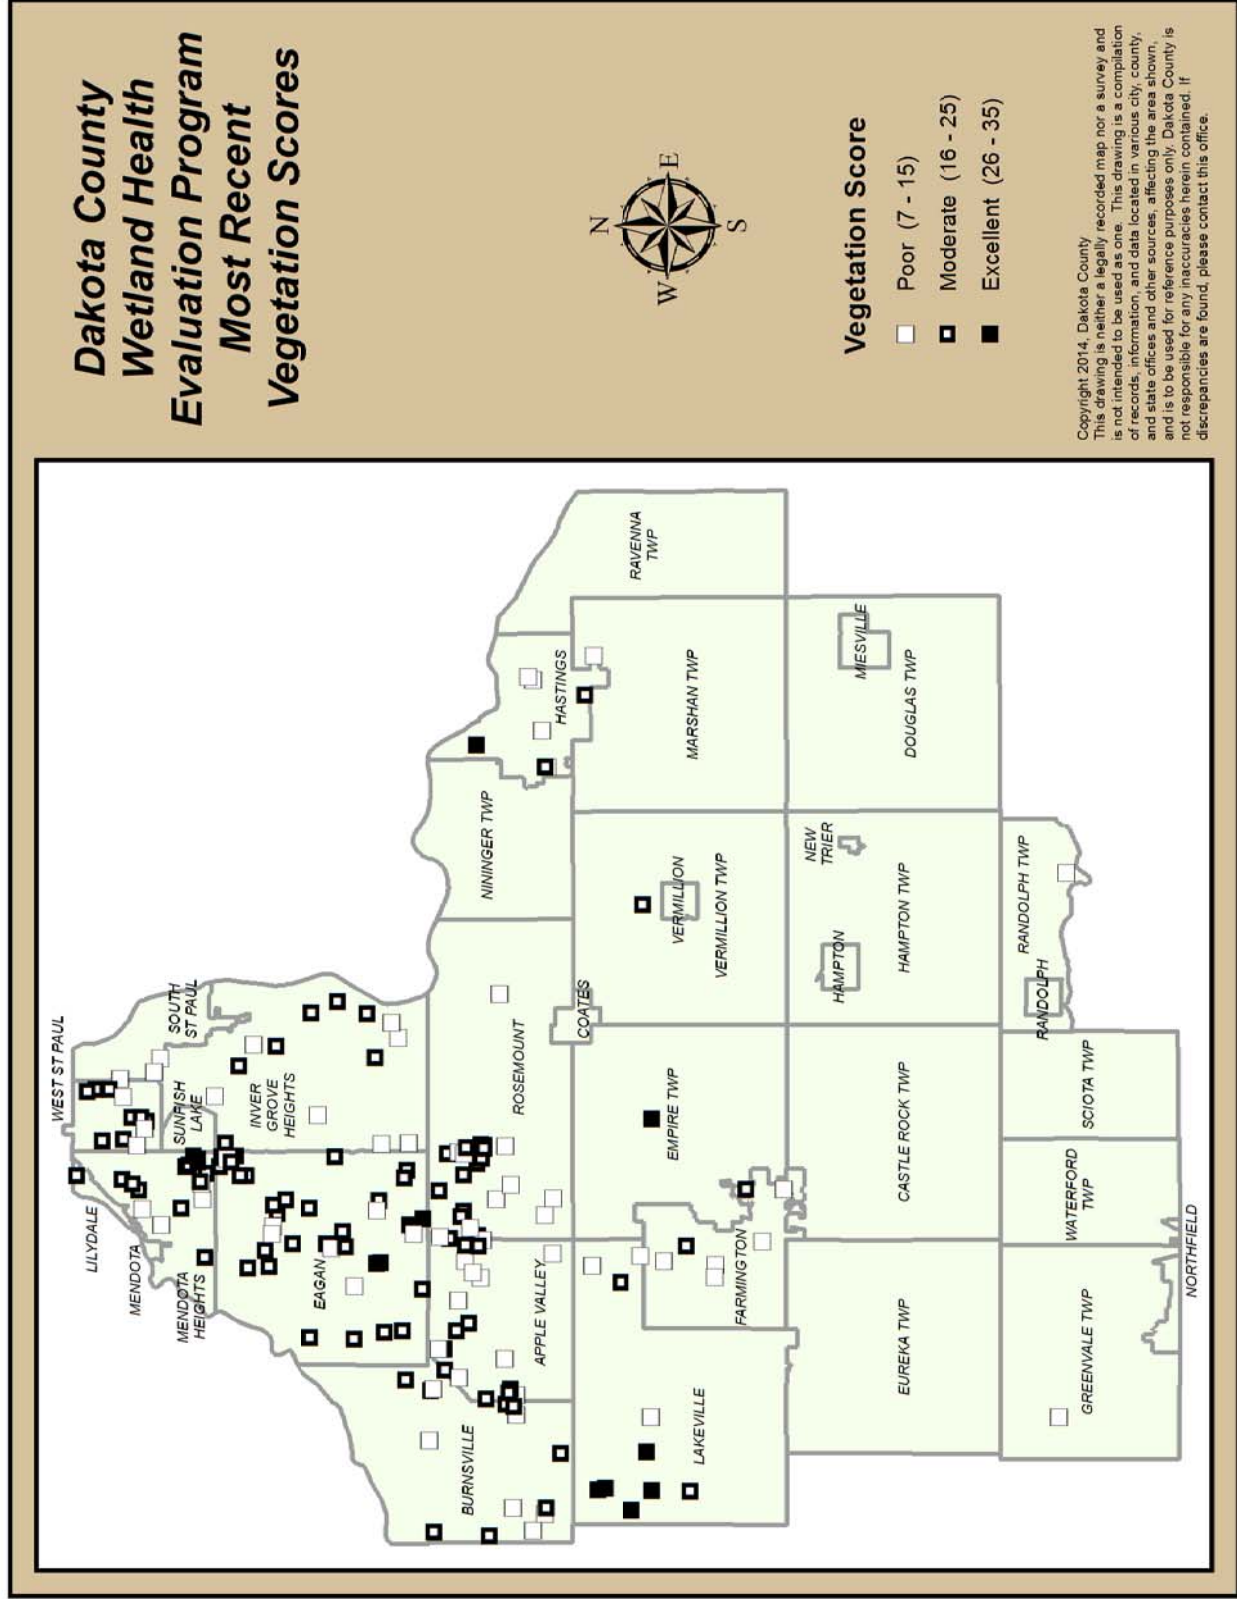 Dakota County
Wetland Health
Evaluation Program
Most Recent
Vegetation Scores
N
W
E
S
Vegetation Score
Poor (7 - 15)
Moderate (16 - 25)
Excellent (26 - 35)
Copyright 2014, Dakota County
This drawing is neither a legally recorded map nor a survey and
is not intended to be used as one. This drawing is a compilation
of records, information, and data located in various city, county,
and state offices and other sources, affecting the area shown,
and is to be used for reference purposes only. Dakota County is
not responsible for any inaccuracies herein contained. If
discrepancies are found, please contact this office.
WEST ST PAUL
LILYDALE
MENDOTA
MENDOTA
HEIGHTS
SUNFISH
LAKE
SOUTH
ST PAUL
INVER
GROVE
HEIGHTS
EAGAN
BURNSVILLE
APPLE VALLEY
ROSEMOUNT
COATES
NININGER TWP
HASTINGS
RAVENNA
TWP
LAKEVILLE
FARMINGTON
EMPIRE TWP
VERMILLION
VERMILLION TWP
MARSHAN TWP
EUREKA TWP
CASTLE ROCK TWP
HAMPTON
HAMPTON TWP
NEW
TRIER
MIESVILLE
DOUGLAS TWP
GREENVALE TWP
WATERFORD
TWP
SCIOTA TWP
RANDOLPH
RANDOLPH TWP
NORTHFIELD